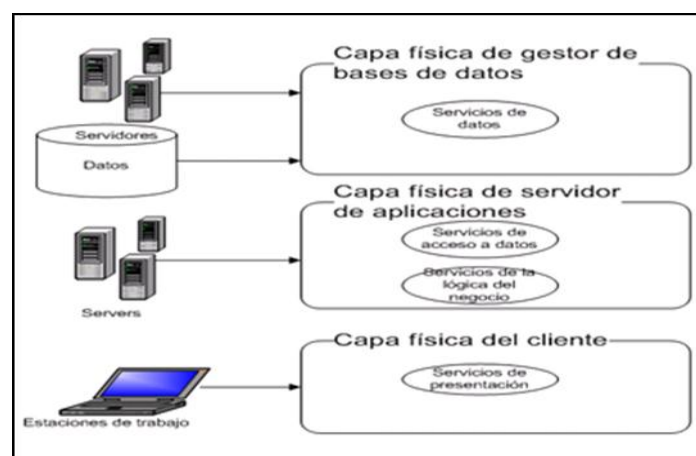 Capa física de gestor de
bases de datos
Servicios de
datos
Servidores
Datos
Capa física de servidor
de aplicaciones
Servicios de
acceso a datos
Servicios de la
lógica del
negocio
Servers
Capa física del cliente
Servicios de
presentación
Estaciones de trabajo